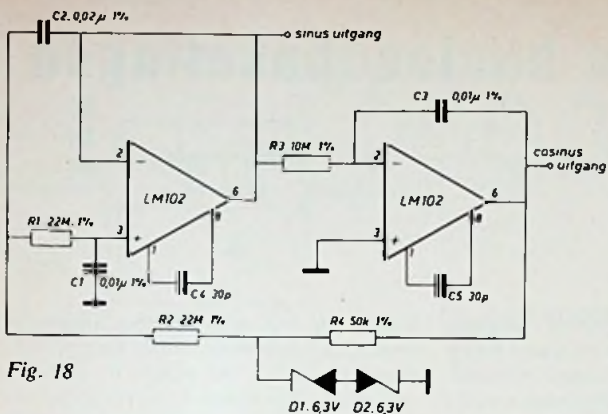 C2 0,02µ 1%
sinus uitgang
C3 0,01µ 1%
2
R3 10M 1%
2
cosinus
uitgang
LM102
6
LM102
6
R1 22M 1%
3
8
3
8
1
1
C1 0,01µ 1%
C4 30p
C5 30p
R2 22M 1%
R4 50k 1%
Fig. 18
D1. 6,3V
D2. 6,3V